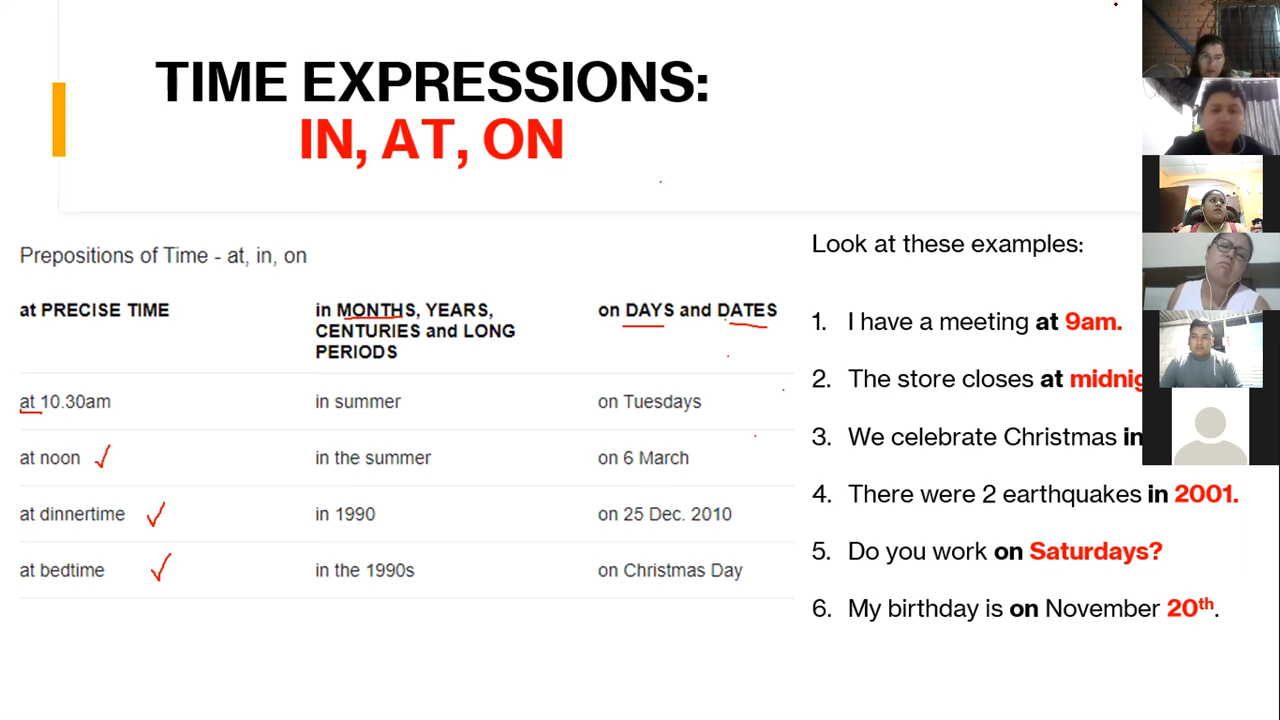 TIME EXPRESSIONS:
IN, AT, ON
Prepositions of Time - at, in, on
at PRECISE TIME
in MONTHS, YEARS,
CENTURIES and LONG
PERIODS
on DAYS and DATES
at 10.30am
in summer
on Tuesdays
at noon
in the summer
on 6 March
at dinnertime
in 1990
on 25 Dec. 2010
at bedtime
in the 1990s
on Christmas Day
Look at these examples:
1. I have a meeting at 9am.
2. The store closes at
3. We celebrate Christmas in
4. There were 2 earthquakes in 2001.
5. Do you work on Saturdays?
6. My birthday is on November 20th.